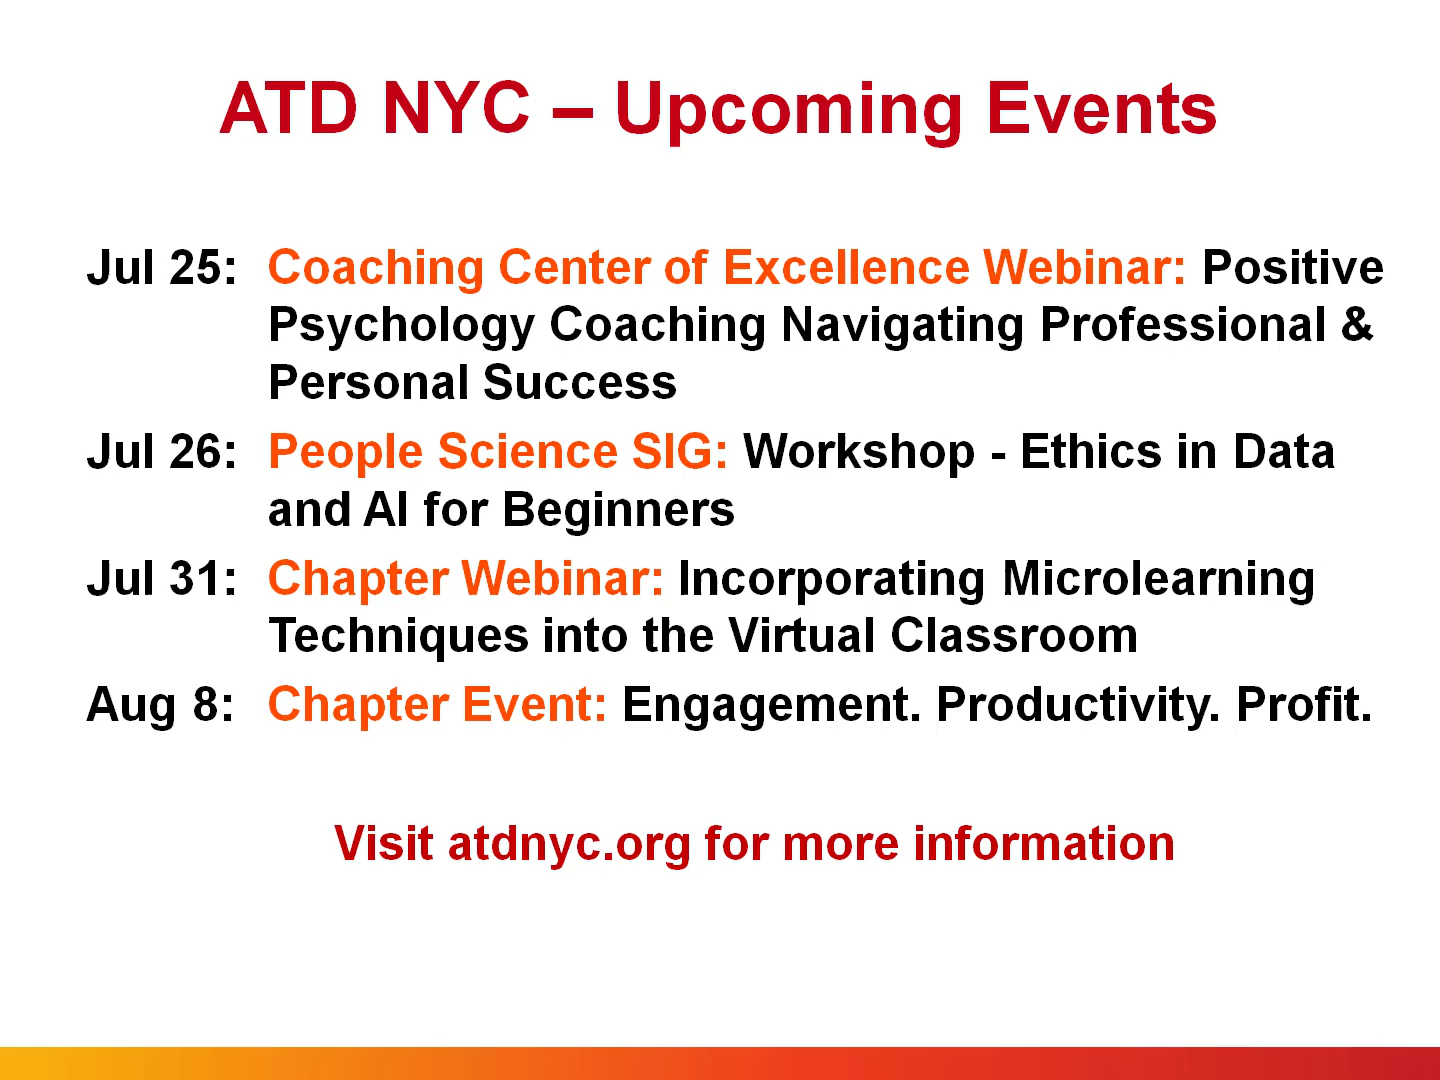 ATD NYC – Upcoming Events
Jul 25: Coaching Center of Excellence Webinar: Positive
Psychology Coaching Navigating Professional &
Personal Success
Jul 26: People Science SIG: Workshop - Ethics in Data
and AI for Beginners
Jul 31: Chapter Webinar: Incorporating Microlearning
Techniques into the Virtual Classroom
Aug 8: Chapter Event: Engagement. Productivity. Profit.
Visit atdnyc.org for more information